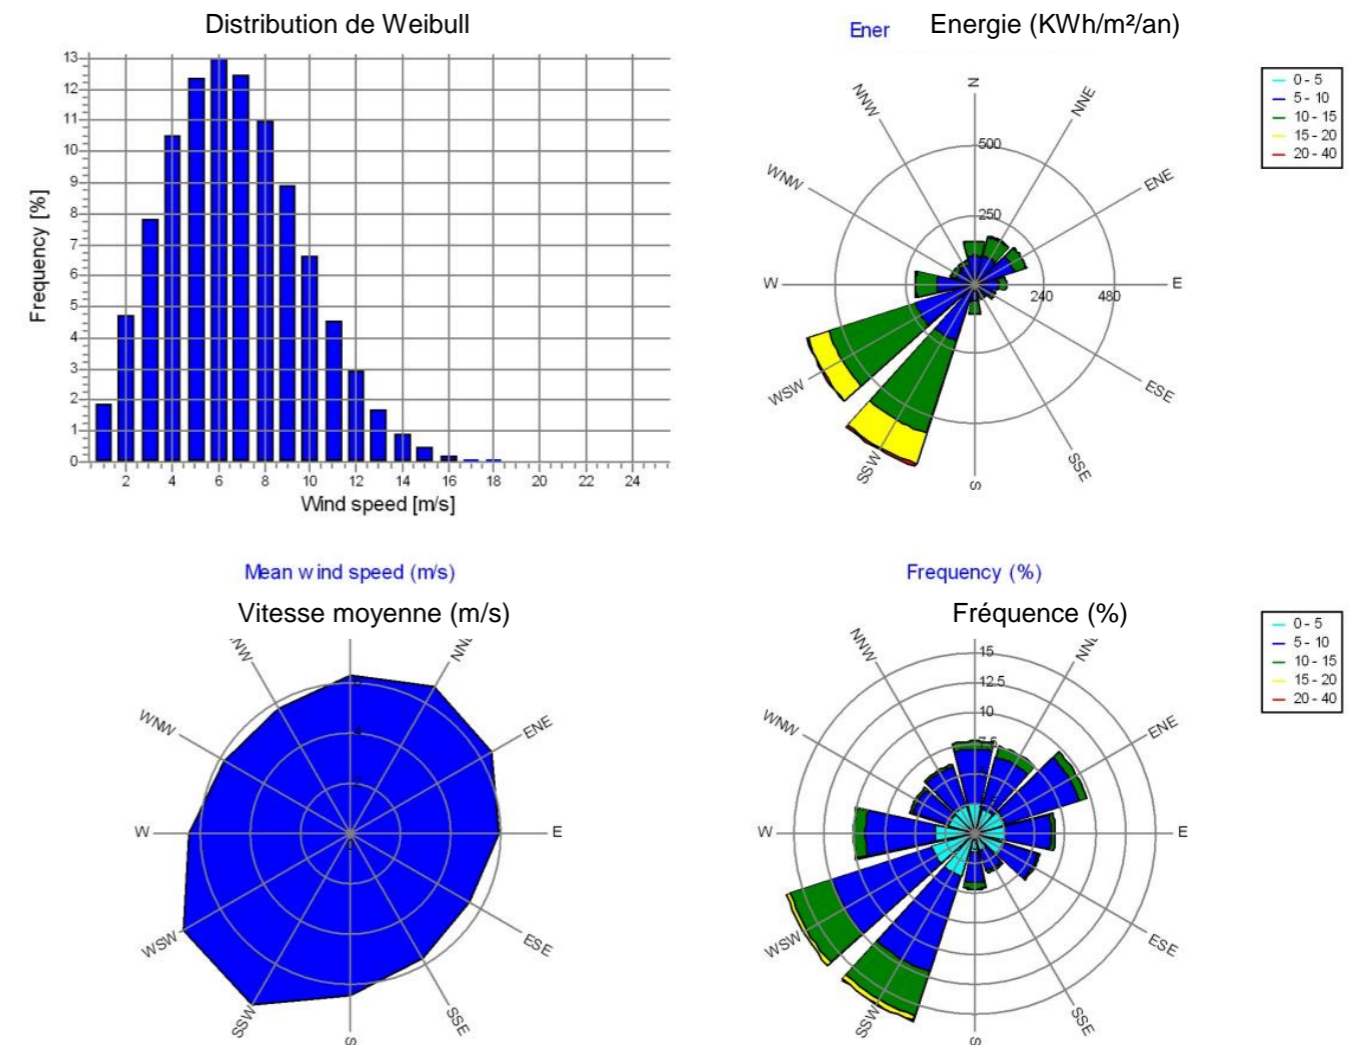 Distribution de Weibull
13
12
11
10
9
8
7
6
5
4
3
2
1
0
Frequency [%]
2 4 6 8 10 12 14 16 18 20 22 24
Wind speed [m/s]
Ener Energie (KWh/m²/an)
N
NNE
ENE
E
ESE
SSE
S
SSW
WSW
W
WNW
NNW
500
250
240 480
0 - 5
5 - 10
10 - 15
15 - 20
20 - 40
Mean wind speed (m/s)
Vitesse moyenne (m/s)
ENE
E
ESE
SSE
S
SSW
WSW
W
WNW
Frequency (%)
Fréquence (%)
NNW
ENE
E
ESE
SSE
S
SSW
WSW
W
WNW
15
12.5
10
7.5
0 - 5
5 - 10
10 - 15
15 - 20
20 - 40